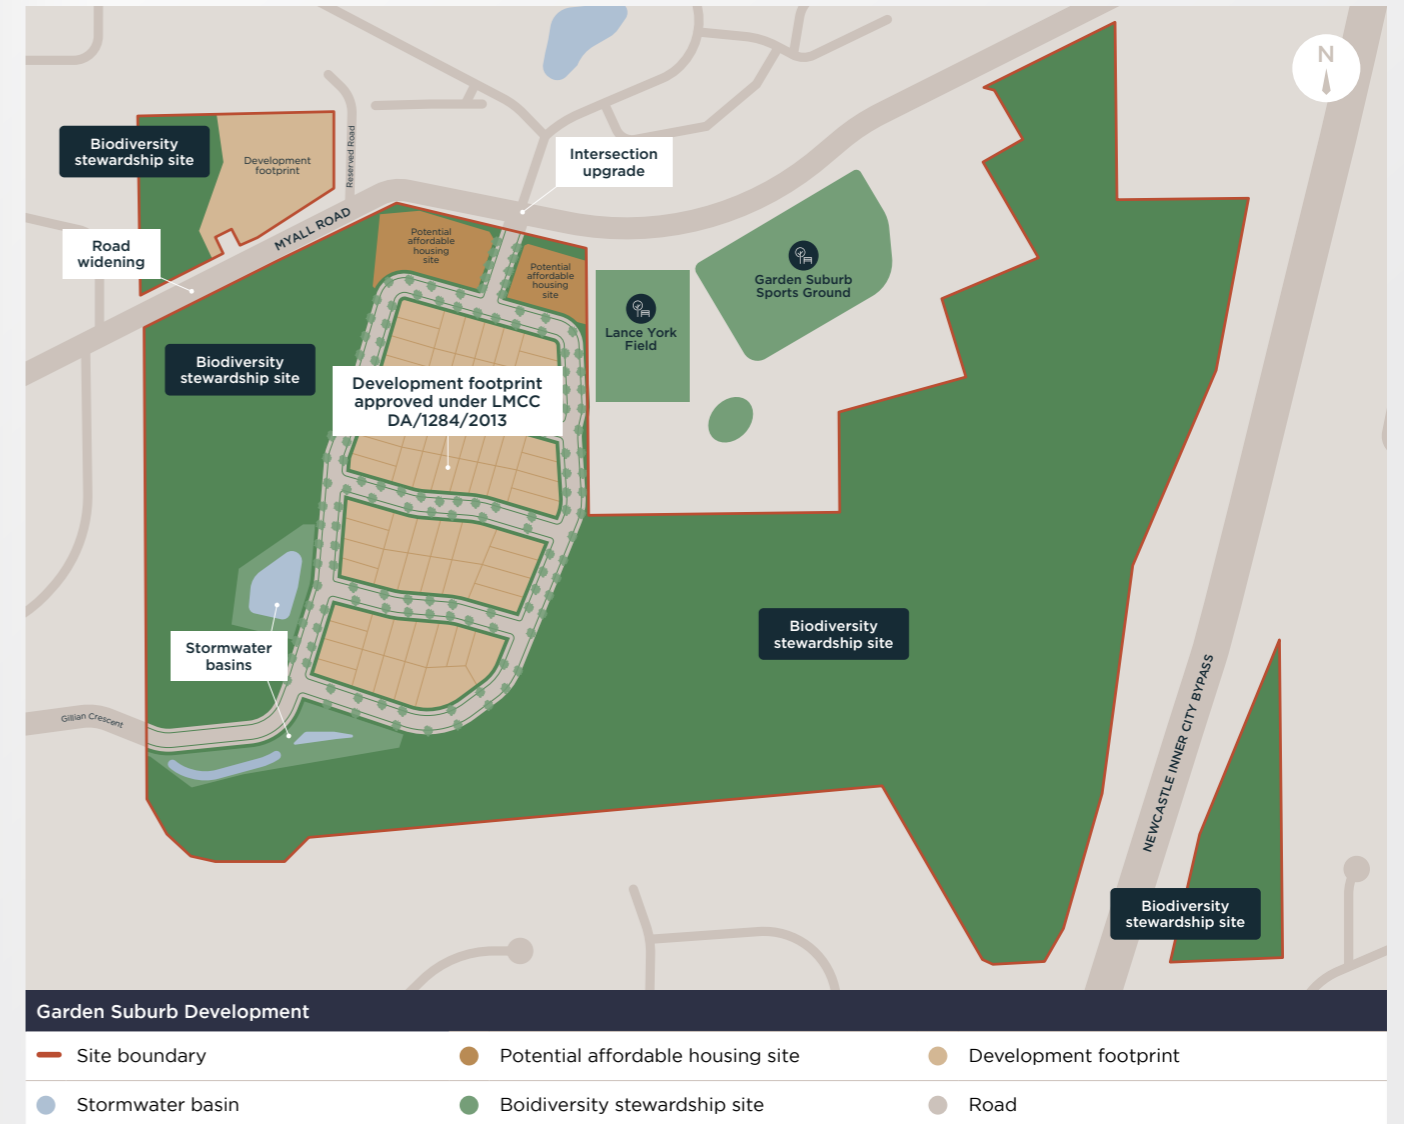 N
Biodiversity
stewardship site
Development
footprint
Reserved Road
Intersection
upgrade
MYALL ROAD
Road
widening
Potential
affordable
housing
site
Potential
affordable
housing
site
Garden Suburb
Sports Ground
Lance York
Field
Biodiversity
stewardship site
Development footprint
approved under LMCC
DA/1284/2013
Biodiversity
stewardship site
Stormwater
basins
Gillian Crescent
NEWCASTLE INNER CITY BYPASS
Biodiversity
stewardship site
Garden Suburb Development
Site boundary
Potential affordable housing site
Development footprint
Stormwater basin
Boidiversity stewardship site
Road